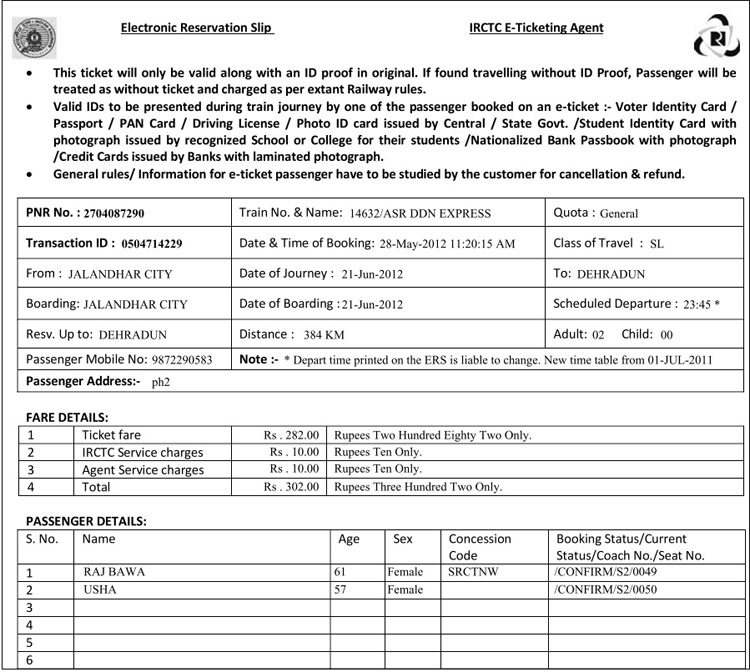 Electronic Reservation Slip IRCTC E-Ticketing Agent
• This ticket will only be valid along with an ID proof in original. If found travelling without ID Proof, Passenger will be
treated as without ticket and charged as per extant Railway rules.
• Valid IDs to be presented during train journey by one of the passenger booked on an e-ticket :- Voter Identity Card /
Passport / PAN Card / Driving License / Photo ID card issued by Central / State Govt. /Student Identity Card with
photograph issued by recognized School or College for their students /Nationalized Bank Passbook with photograph
/Credit Cards issued by Banks with laminated photograph.
• General rules/ Information for e-ticket passenger have to be studied by the customer for cancellation & refund.
PNR No. : 2704087290 Train No. & Name: 14632/ASR DDN EXPRESS Quota : General
Transaction ID : 0504714229 Date & Time of Booking: 28-May-2012 11:20:15 AM Class of Travel : SL
From : JALANDHAR CITY Date of Journey : 21-Jun-2012 To: DEHRADUN
Boarding: JALANDHAR CITY Date of Boarding :21-Jun-2012 Scheduled Departure : 23:45 *
Resv. Up to: DEHRADUN Distance : 384 KM Adult: 02 Child: 00
Passenger Mobile No: 9872290583 Note :- * Depart time printed on the ERS is liable to change. New time table from 01-JUL-2011
Passenger Address:- ph2
FARE DETAILS:
1 Ticket fare Rs . 282.00 Rupees Two Hundred Eighty Two Only.
2 IRCTC Service charges Rs . 10.00 Rupees Ten Only.
3 Agent Service charges Rs . 10.00 Rupees Ten Only.
4 Total Rs . 302.00 Rupees Three Hundred Two Only.
PASSENGER DETAILS:
S. No. Name Age Sex Concession Booking Status/Current
Code Status/Coach No./Seat No.
1 RAJ BAWA 61 Female SRCTNW /CONFIRM/S2/0049
2 USHA 57 Female /CONFIRM/S2/0050
3
4
5
6